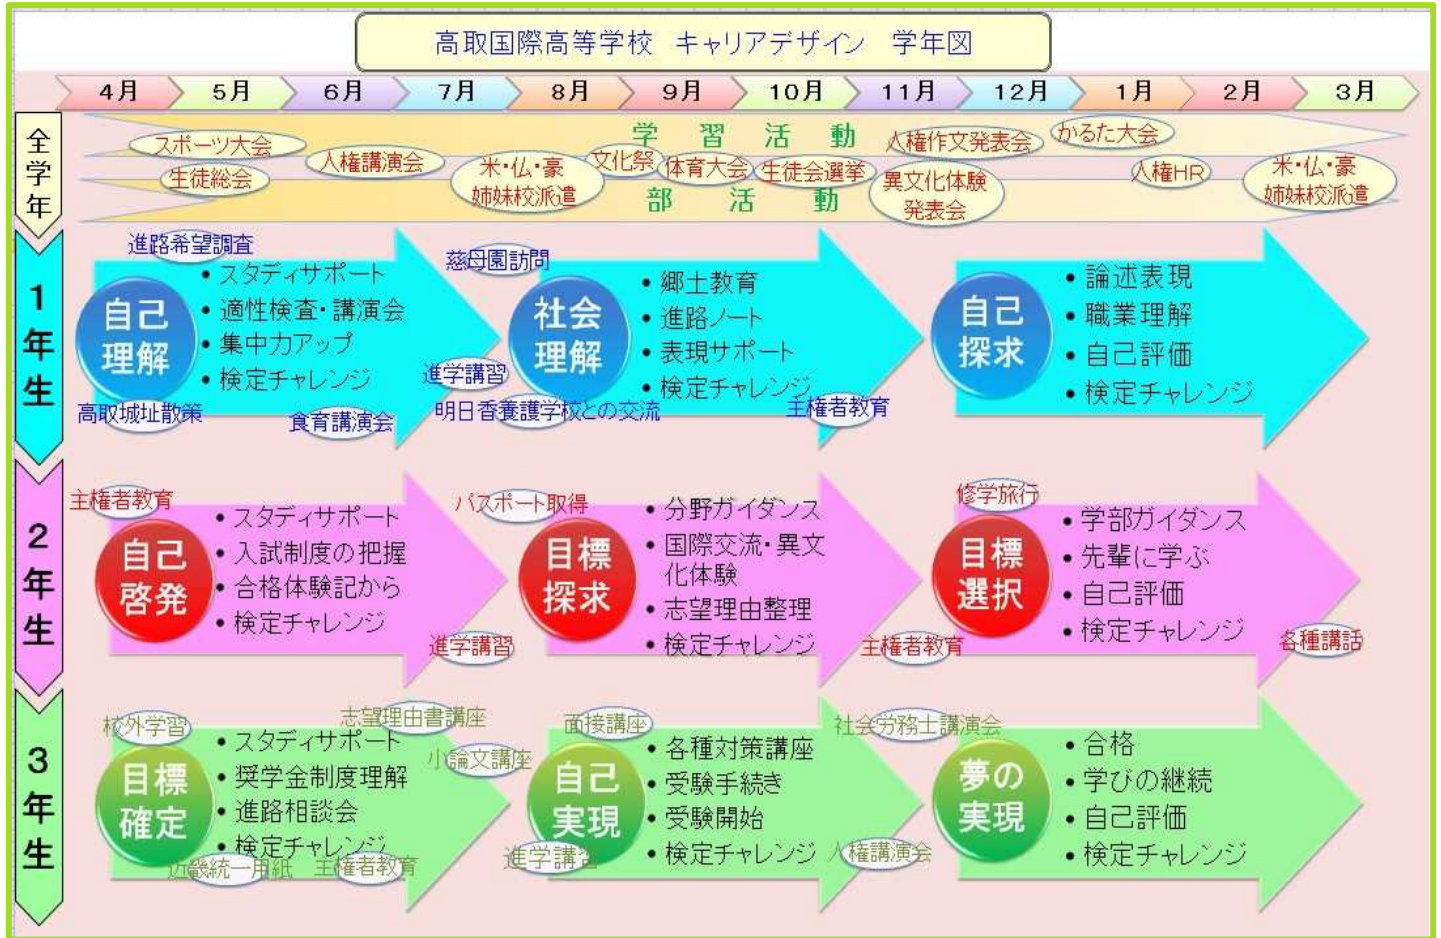 高取国際高等学校 キャリアデザイン 学年図
4月 5月 6月 7月 8月 9月 10月 11月 12月 1月 2月 3月
全学年
学習活動
スポーツ大会
人権講演会
米・仏・豪
姉妹校派遣
文化祭
体育大会
生徒会選挙
人権作文発表会
かるた大会
生徒総会
異文化体験
発表会
人権HR
米・仏・豪
姉妹校派遣
部活動
1年生
進路希望調査
自己
理解
• スタディサポート
• 適性検査・講演会
• 集中力アップ
• 検定チャレンジ
高取城址散策
食育講演会
慈母園訪問
社会
理解
• 郷土教育
• 進路ノート
• 表現サポート
• 検定チャレンジ
進学講習
明日香養護学校との交流
主権者教育
自己
探求
• 論述表現
• 職業理解
• 自己評価
• 検定チャレンジ
2年生
主権者教育
自己
啓発
• スタディサポート
• 入試制度の把握
• 合格体験記から
• 検定チャレンジ
進学講習
パスポート取得
目標
探求
• 分野ガイダンス
• 国際交流・異文
化体験
• 志望理由整理
• 検定チャレンジ
主権者教育
修学旅行
目標
選択
• 学部ガイダンス
• 先輩に学ぶ
• 自己評価
• 検定チャレンジ
各種講話
3年生
校外学習
志望理由書講座
小論文講座
目標
確定
• スタディサポート
• 奨学金制度理解
• 進路相談会
• 検定チャレンジ
近畿統一用紙
主権者教育
面接講座
自己
実現
• 各種対策講座
• 受験手続き
• 受験開始
• 検定チャレンジ
進学講習
人権講演会
社会労務士講演会
夢の
実現
• 合格
• 学びの継続
• 自己評価
• 検定チャレンジ